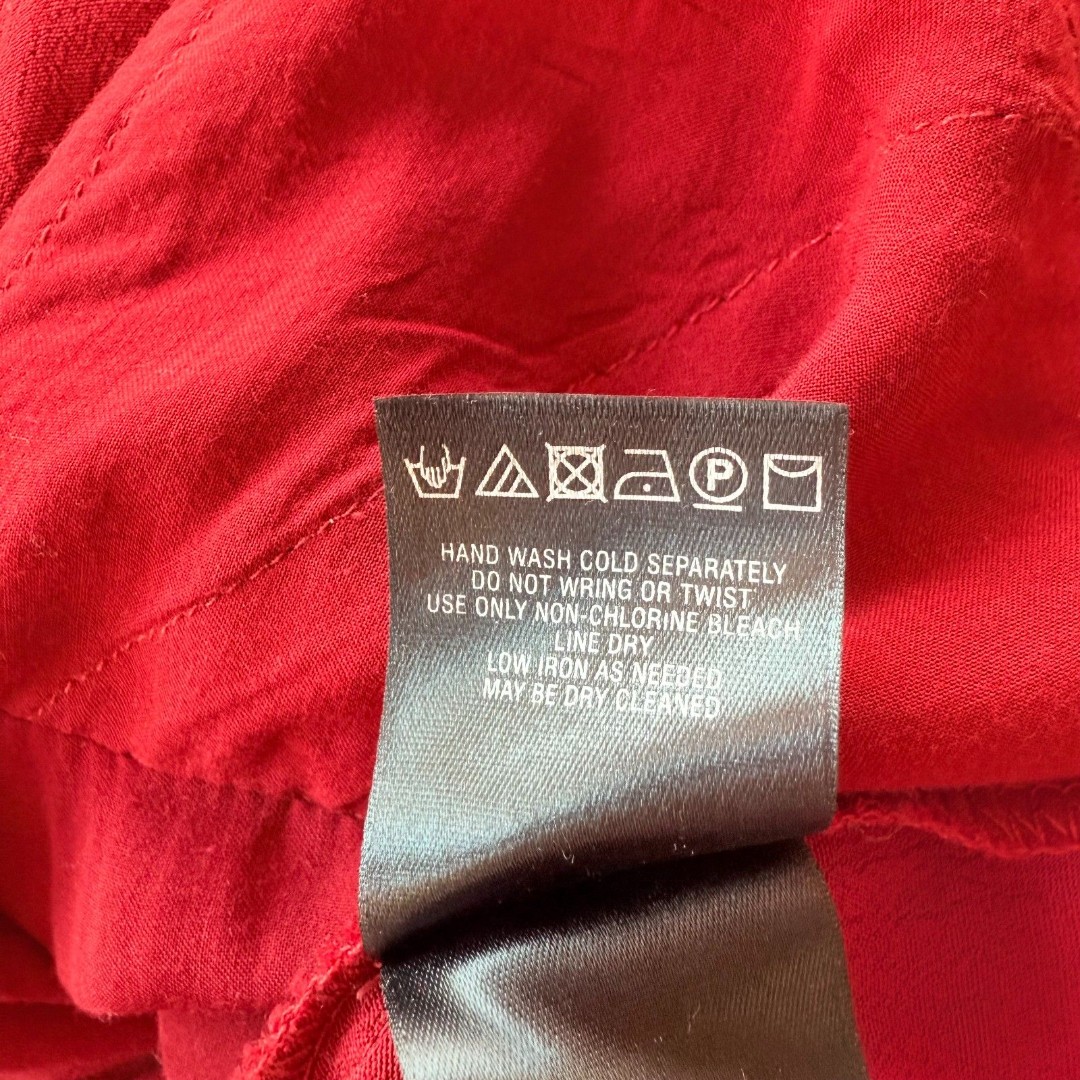 P
HAND WASH COLD SEPARATELY
DO NOT WRING OR TWIST
USE ONLY NON-CHLORINE BLEACH
LINE DRY
LOW IRON AS NEEDED
MAY BE DRY CLEANED